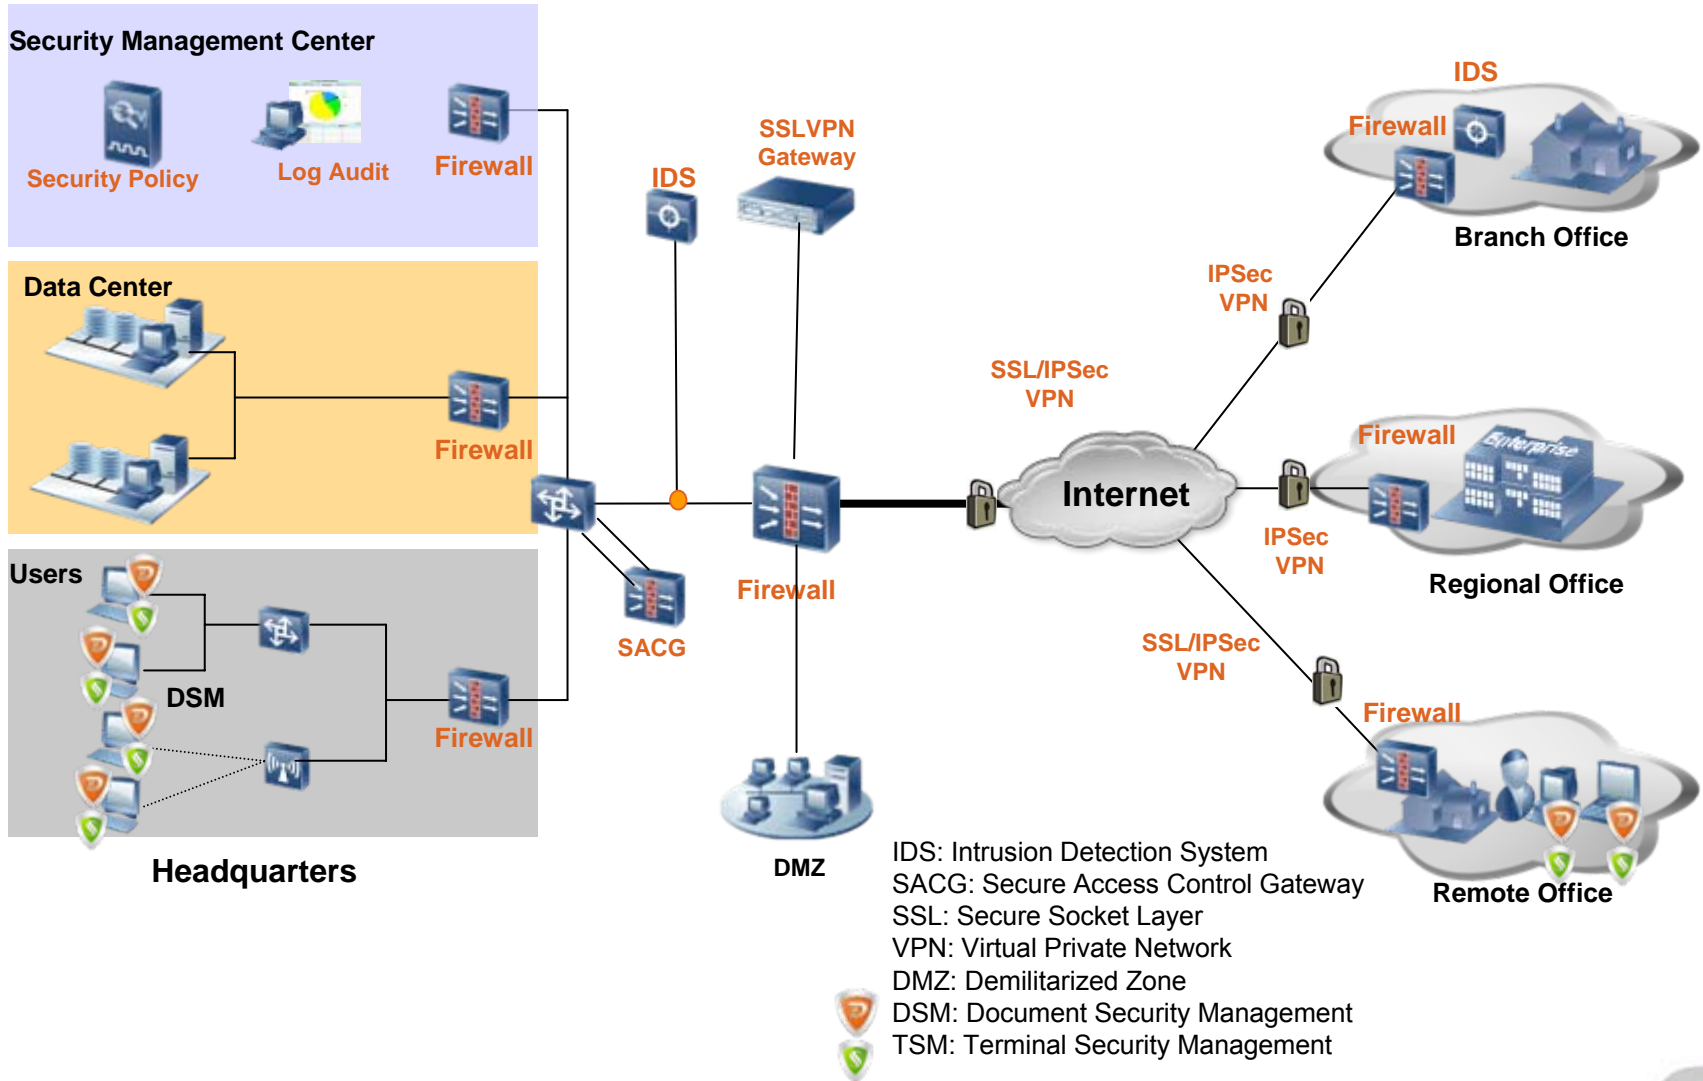 Security Management Center
Security Policy
Log Audit
Firewall
Data Center
Firewall
Users
DSM
Firewall
Headquarters
IDS
SSLVPN
Gateway
SACG
Firewall
DMZ
SSL/IPSec
VPN
Internet
IPSec
VPN
IDS
Firewall
Branch Office
IPSec
VPN
Firewall
Enterprise
Regional Office
SSL/IPSec
VPN
Firewall
Remote Office
IDS: Intrusion Detection System
SACG: Secure Access Control Gateway
SSL: Secure Socket Layer
VPN: Virtual Private Network
DMZ: Demilitarized Zone
DSM: Document Security Management
TSM: Terminal Security Management